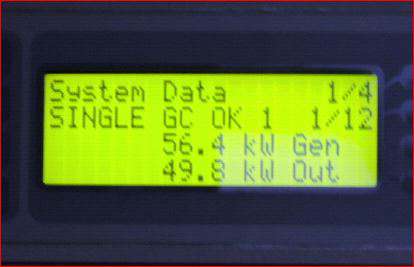 System Data 1/4
SINGLE GC OK 1 1/12
56.4 kW Gen
49.8 kW Out